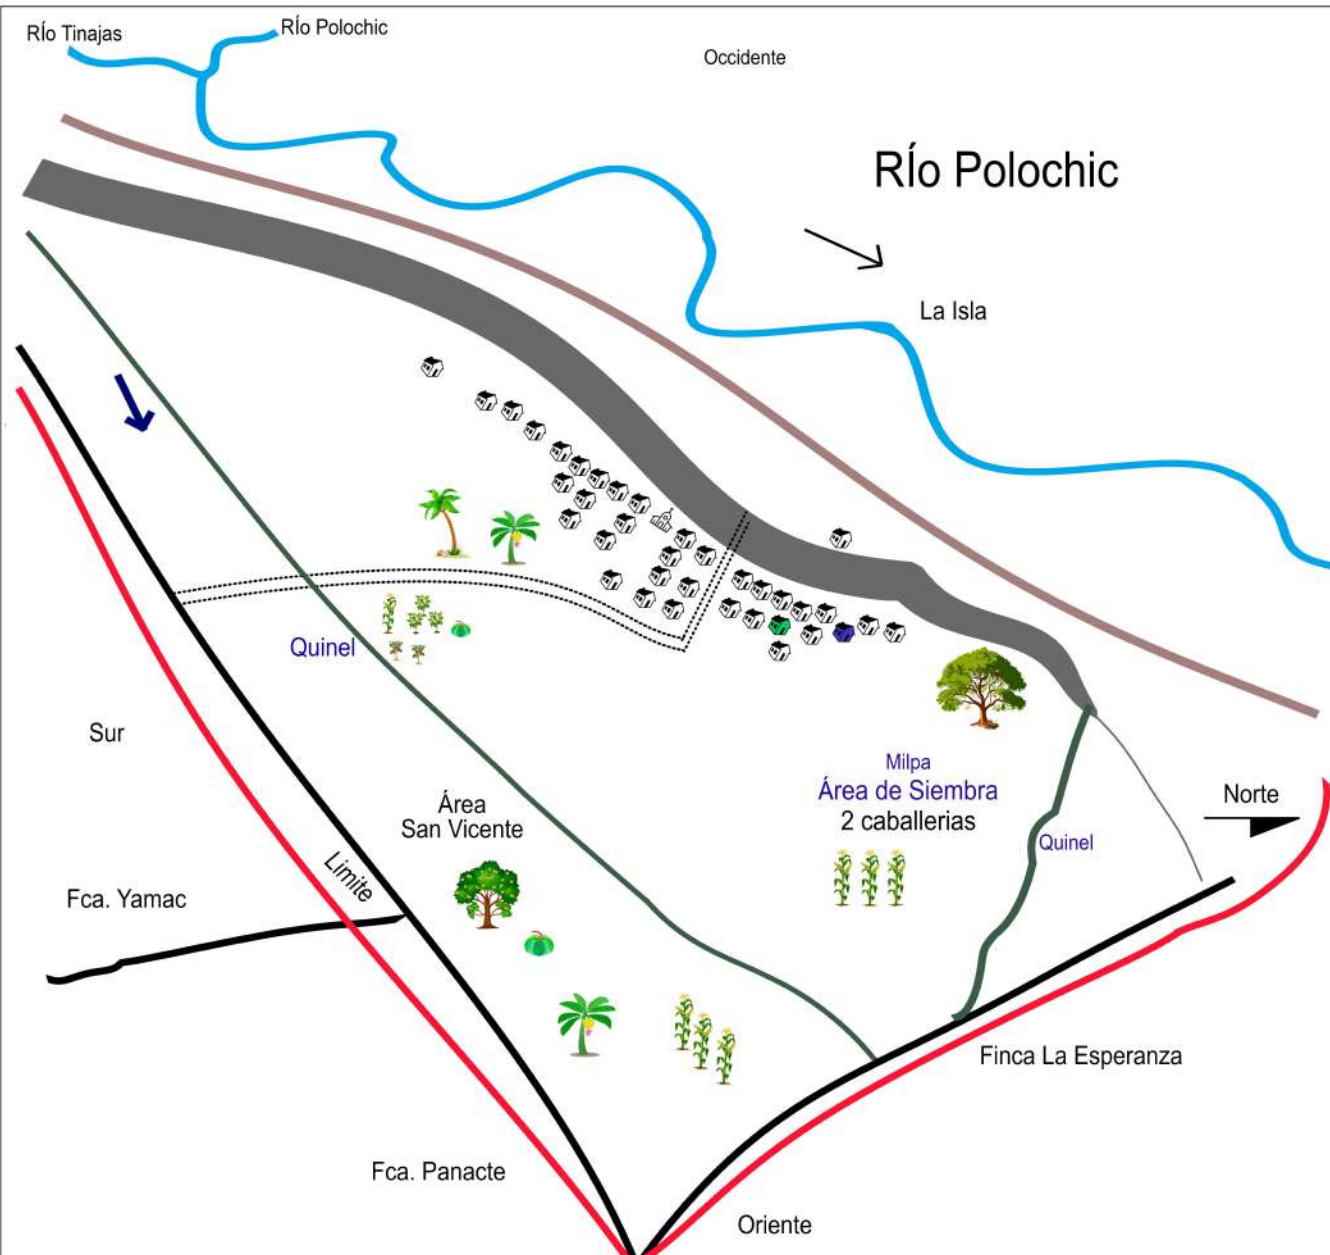 RÍo Tinajas
RÍo Polochic
Occidente
RÍo Polochic
La Isla
Quinel
Sur
Milpa
Área de Siembra
2 caballerias
Norte
Quinel
Área
San Vicente
Límite
Fca. Yamac
Finca La Esperanza
Fca. Panacte
Oriente